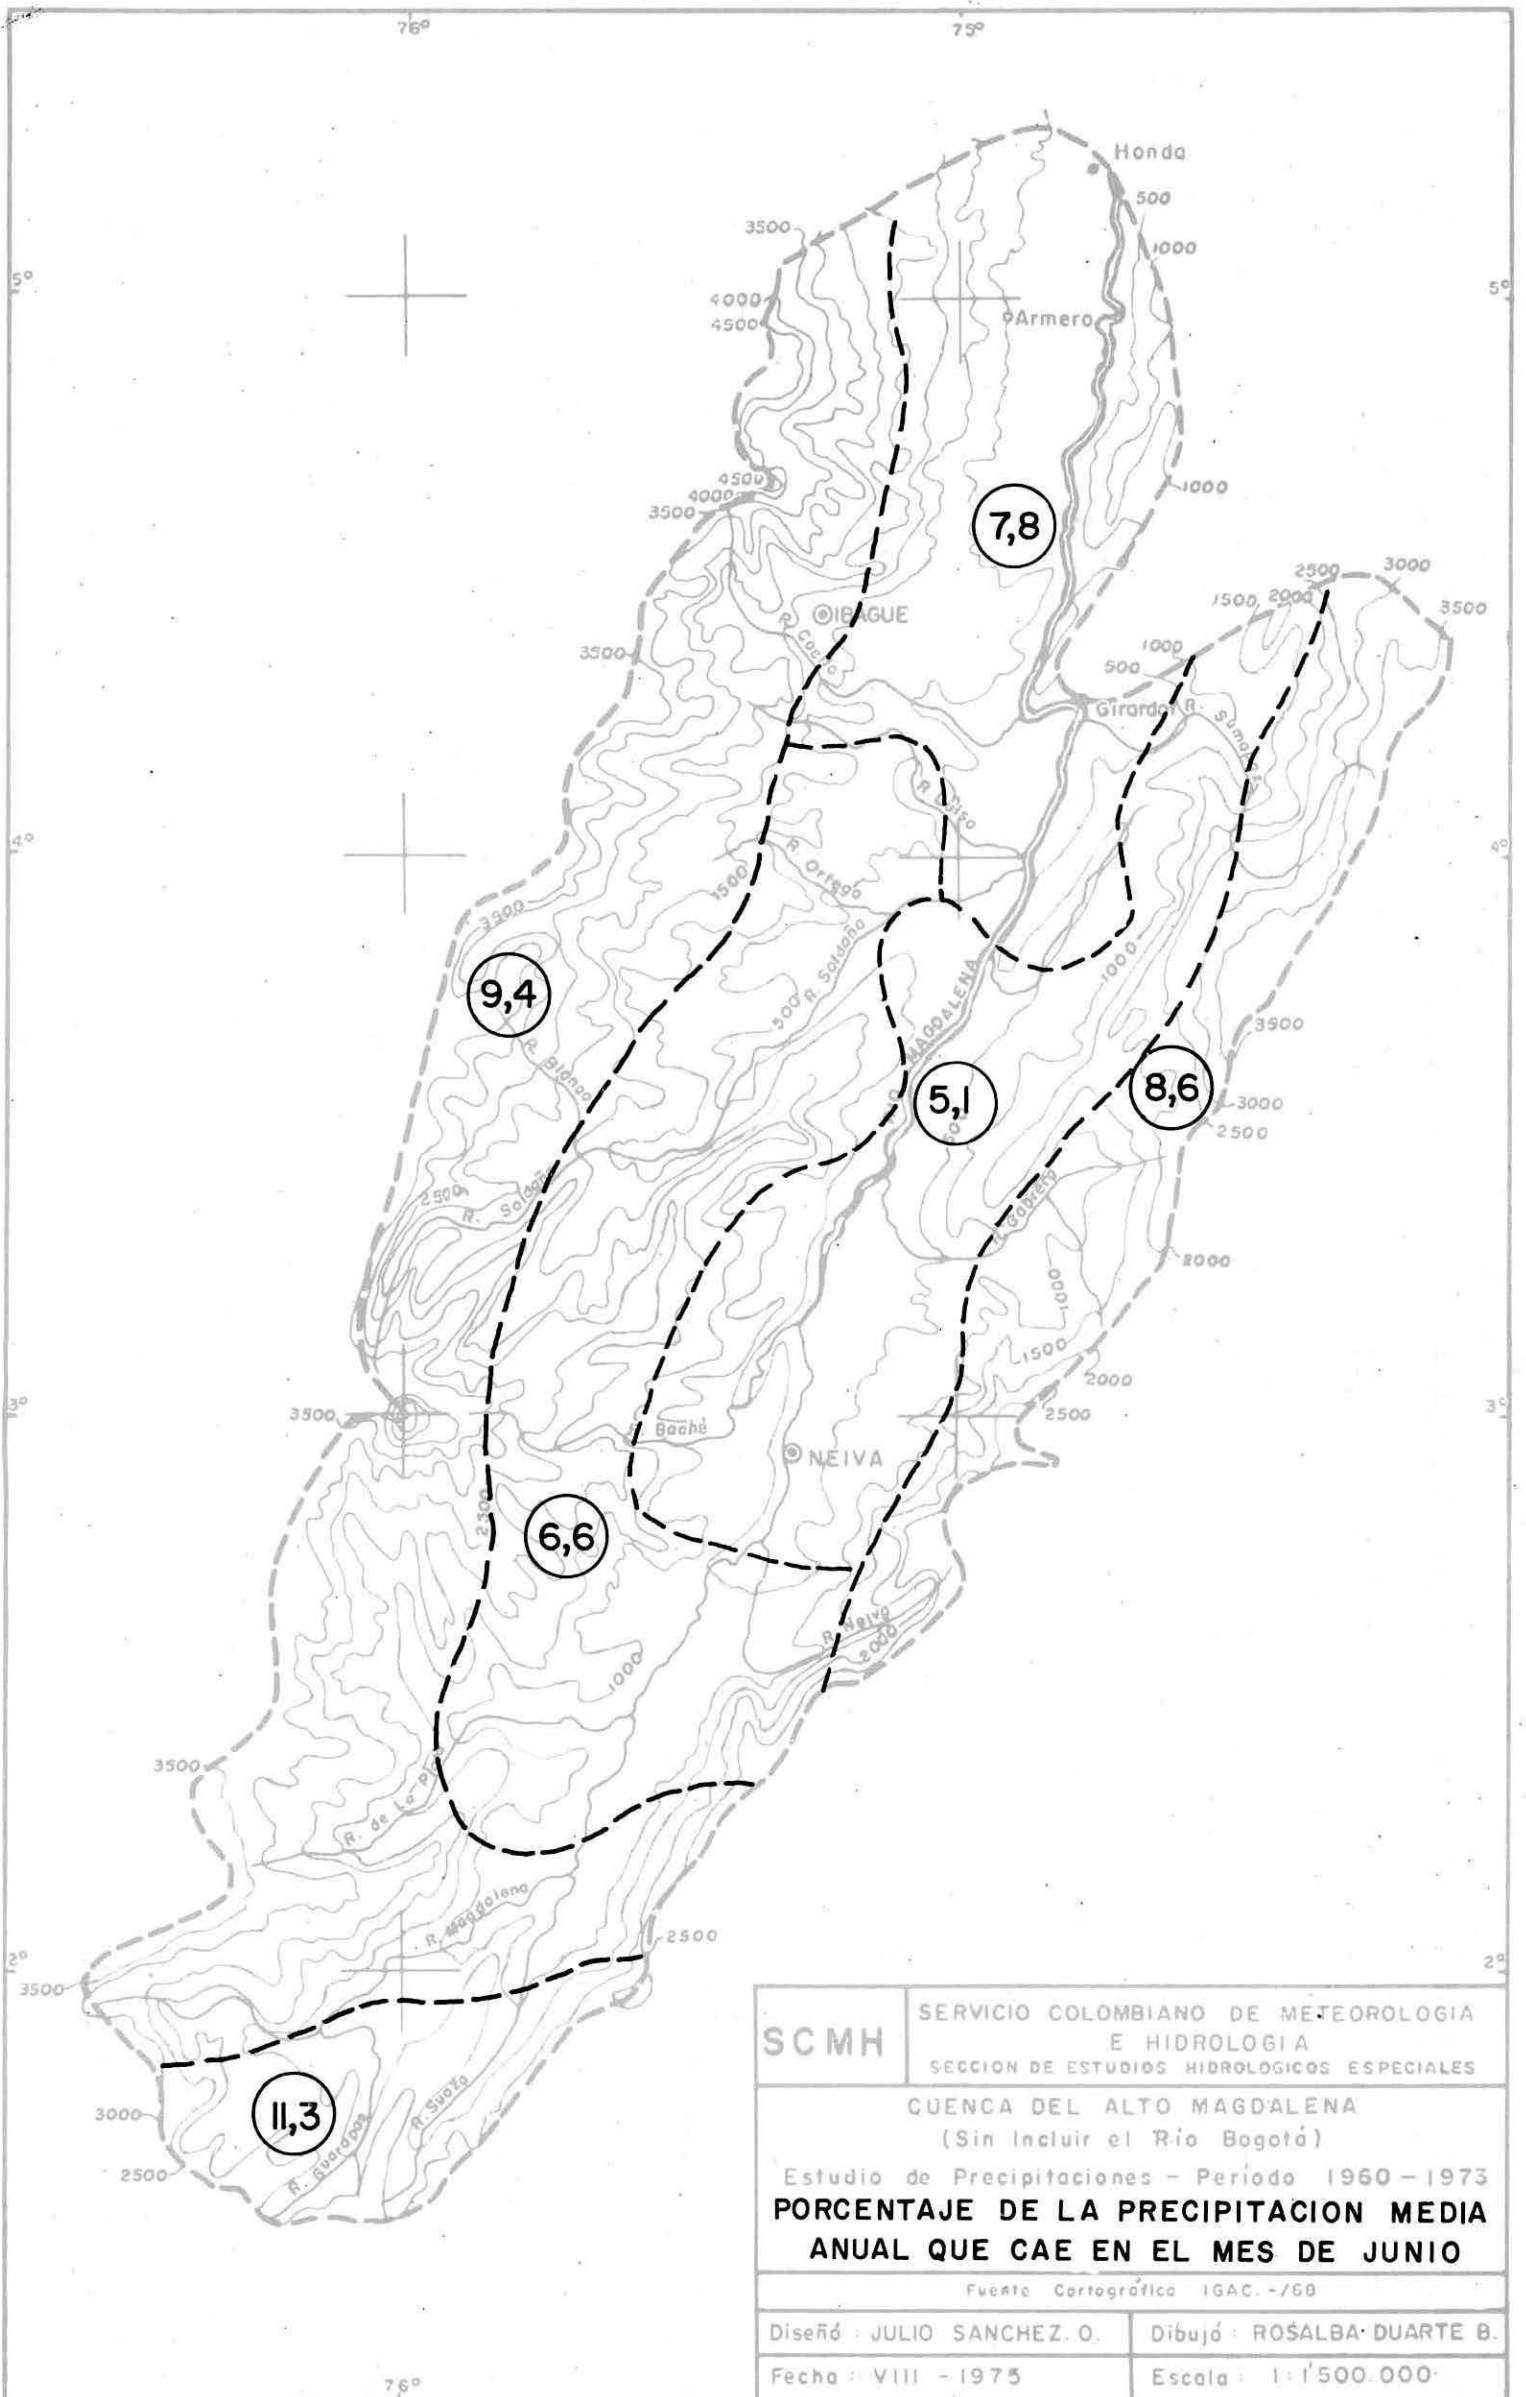 76°
75°
Honda
500
3500
1000
5°
5°
4000
4500
Armero
4500
4000
3500
1000
7,8
2500
3000
1500
2000
3500
IBAGUE
R. Coello
3500
1000
500
Girardot
R.
4°
4°
R. Ortega
1500
3500
R. Saldaña
500
1000
9,4
MAGDALENA
3500
R. Blanco
RIO
5,1
8,6
3000
500
2500
2500
R. Saldaña
R. Cabrera
2000
1000
1500
2000
3°
3°
3500
2500
R. Baché
NEIVA
2500
6,6
R. Neiva
2000
1000
3500
R. de La Plata
R. Magdalena
2500
2°
2°
3500
3000
11,3
R. Suaza
R. Guarapas
2500
SCMH
SERVICIO COLOMBIANO DE METEOROLOGIA
E HIDROLOGIA
SECCION DE ESTUDIOS HIDROLOGICOS ESPECIALES
CUENCA DEL ALTO MAGDALENA
(Sin Incluir el Río Bogotá)
Estudio de Precipitaciones - Período 1960-1973
PORCENTAJE DE LA PRECIPITACION MEDIA
ANUAL QUE CAE EN EL MES DE JUNIO
Fuente Cartográfica IGAC.-/68
Diseñó : JULIO SANCHEZ. O.
Dibujó : ROSALBA DUARTE B.
Fecha : VIII - 1975
Escala : 1:1'500.000
76°